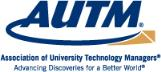 AUTM®
Association of University Technology Managers®
Advancing Discoveries for a Better World®